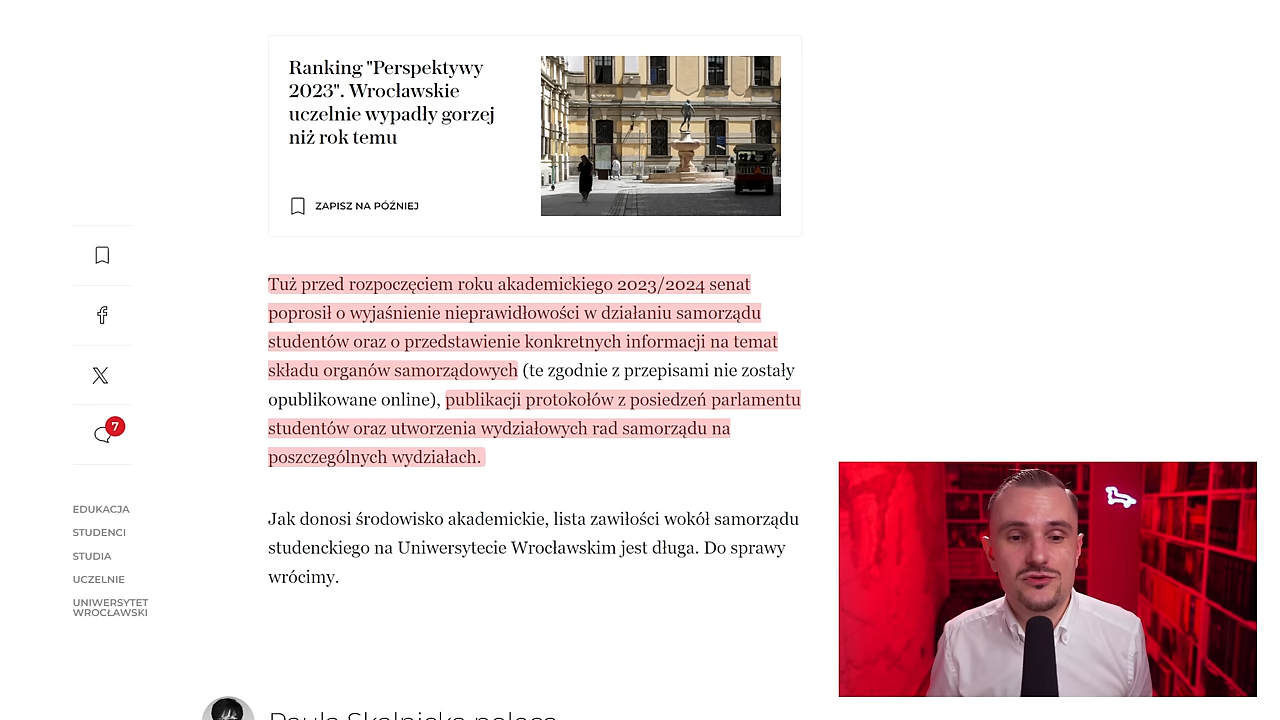 Ranking "Perspektywy
2023". Wrocławskie
uczelnie wypadły gorzej
niż rok temu
ZAPISZ NA PÓŹNIEJ
Tuż przed rozpoczęciem roku akademickiego 2023/2024 senat
poprosił o wyjaśnienie nieprawidłowości w działaniu samorządu
studentów oraz o przedstawienie konkretnych informacji na temat
składu organów samorządowych (te zgodnie z przepisami nie zostały
opublikowane online), publikacji protokołów z posiedzeń parlamentu
studentów oraz utworzenia wydziałowych rad samorządu na
poszczególnych wydziałach.
Jak donosi środowisko akademickie, lista zawiłości wokół samorządu
studenckiego na Uniwersytecie Wrocławskim jest długa. Do sprawy
wrócimy.
7
EDUKACJA
STUDENCI
STUDIA
UCZELNIE
UNIWERSYTET
WROCŁAWSKI